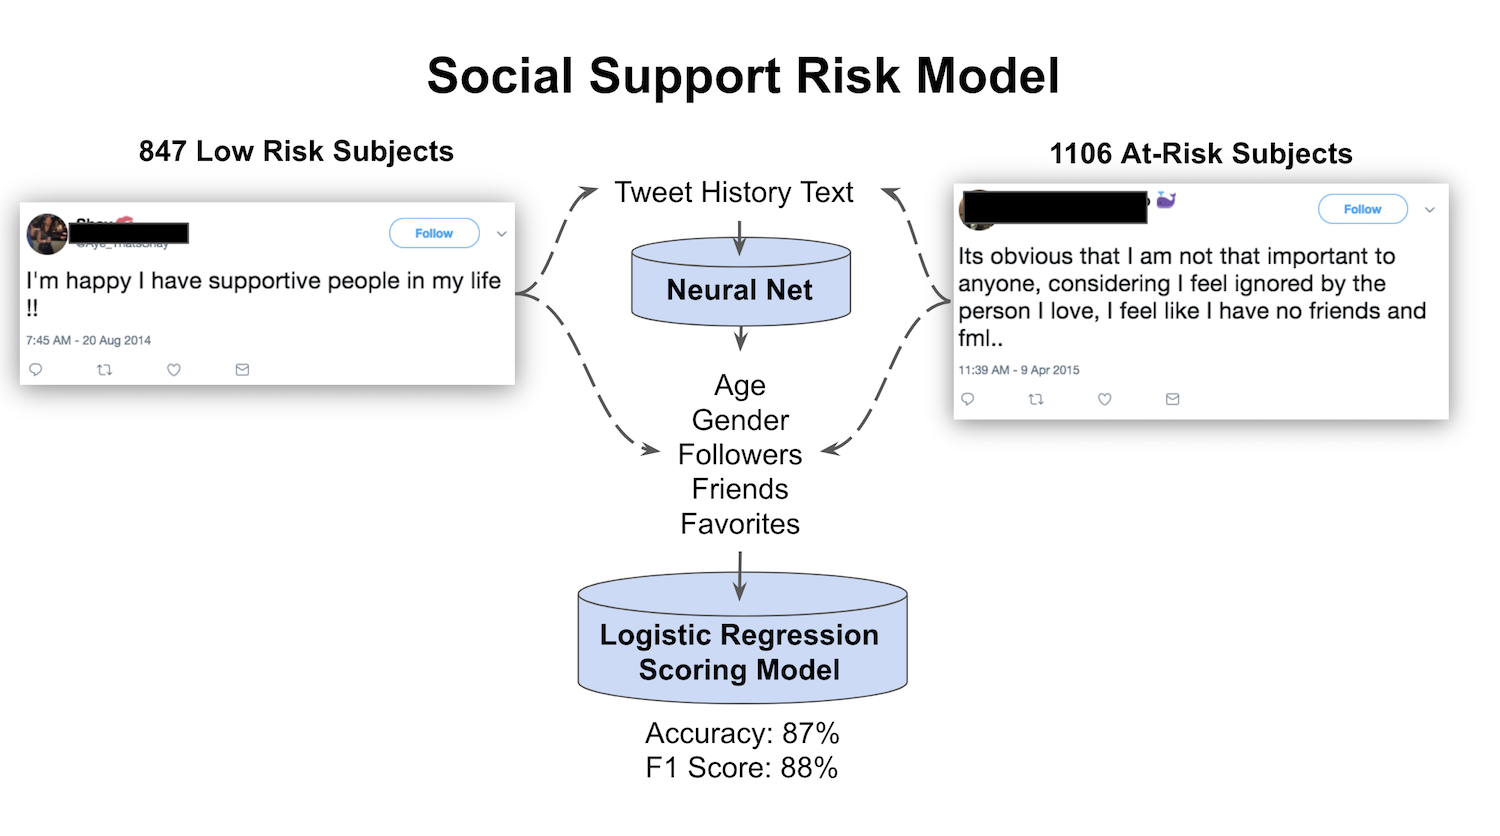 Social Support Risk Model
847 Low Risk Subjects
1106 At-Risk Subjects
Follow
I'm happy I have supportive people in my life
!!
7:45 AM - 20 Aug 2014
Tweet History Text
Neural Net
Age
Gender
Followers
Friends
Favorites
Logistic Regression
Scoring Model
Accuracy: 87%
F1 Score: 88%
Follow
Its obvious that I am not that important to
anyone, considering I feel ignored by the
person I love, I feel like I have no friends and
fml..
11:39 AM - 9 Apr 2015